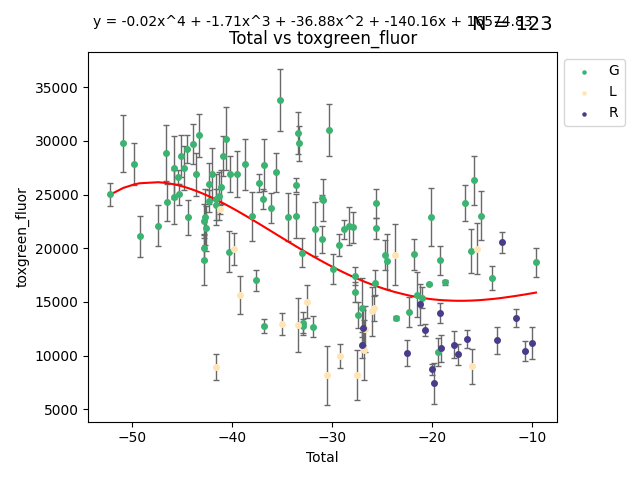 y = -0.02x^4 + -1.71x^3 + -36.88x^2 + -140.16x + 16574.83
N = 123
Total vs toxgreen_fluor
G
L
R
toxgreen_fluor
35000
30000
25000
20000
15000
10000
5000
−50 −40 −30 −20 −10
Total